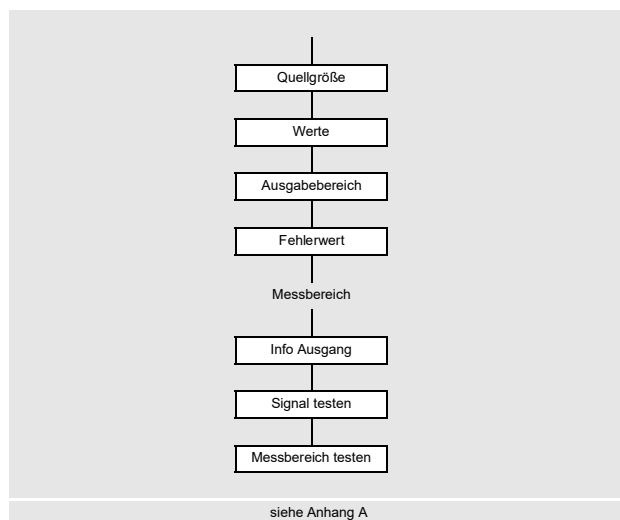 Quellgröße
Werte
Ausgabebereich
Fehlerwert
Messbereich
Info Ausgang
Signal testen
Messbereich testen
siehe Anhang A